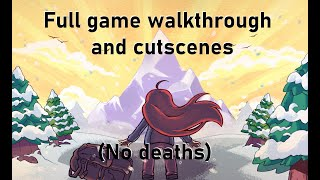 Full game walkthrough
and cutscenes
(No deaths)